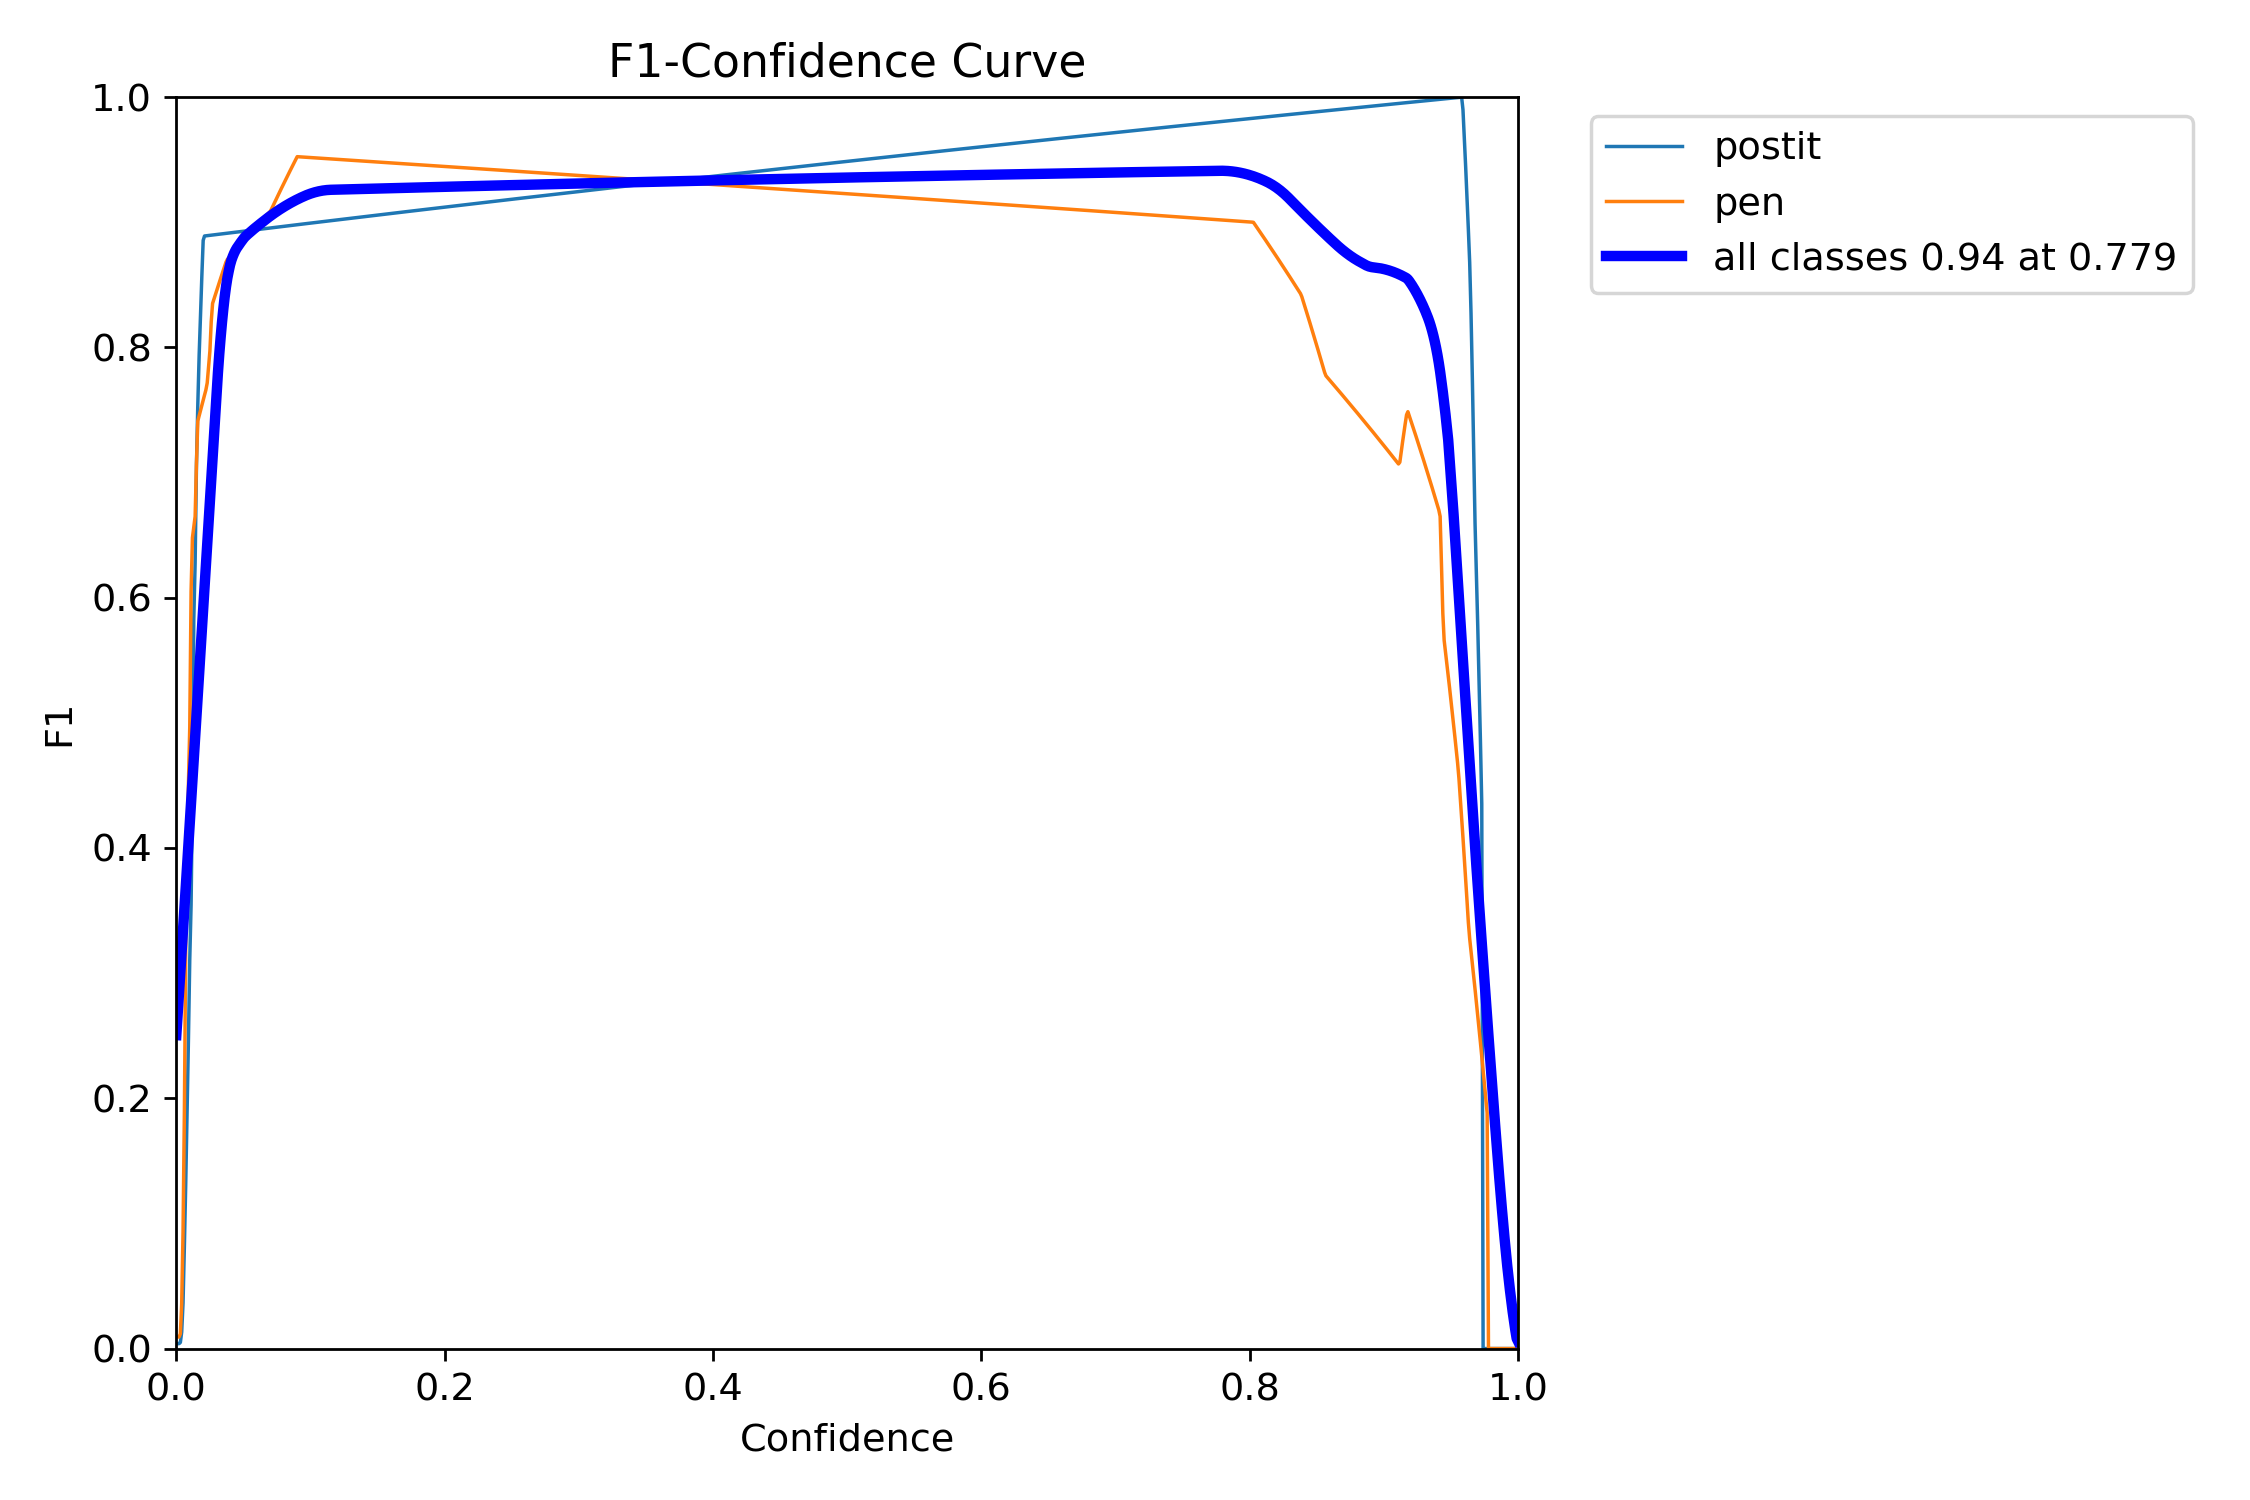 F1-Confidence Curve
1.0
0.8
0.6
0.4
0.2
0.0
F1
0.0 0.2 0.4 0.6 0.8 1.0
Confidence
postit
pen
all classes 0.94 at 0.779